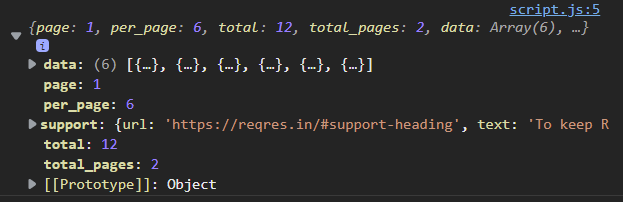 script.js:5
{page: 1, per_page: 6, total: 12, total_pages: 2, data: Array(6), …}
i
data: (6) [{…}, {…}, {…}, {…}, {…}, {…}]
page: 1
per_page: 6
support: {url: 'https://reqres.in/#support-heading', text: 'To keep R
total: 12
total_pages: 2
[[Prototype]]: Object